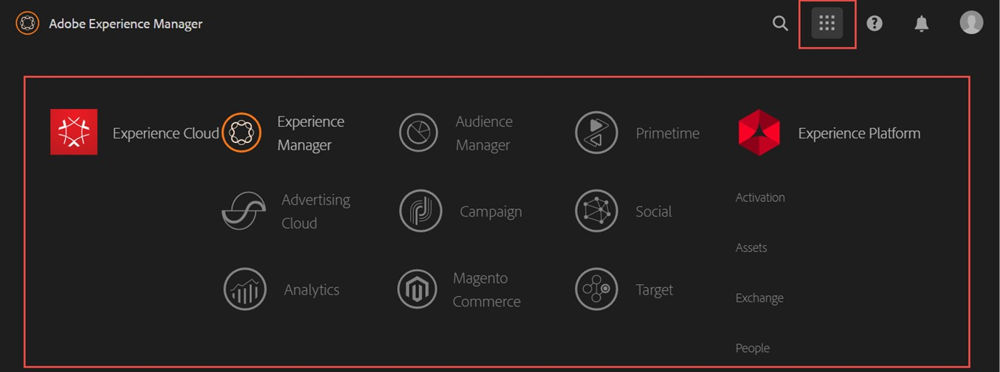 Adobe Experience Manager
?
Experience Cloud
Experience
Manager
Audience
Manager
Primetime
Experience Platform
Advertising
Cloud
Campaign
Social
Activation
Assets
Analytics
Magento
Commerce
Target
Exchange
People